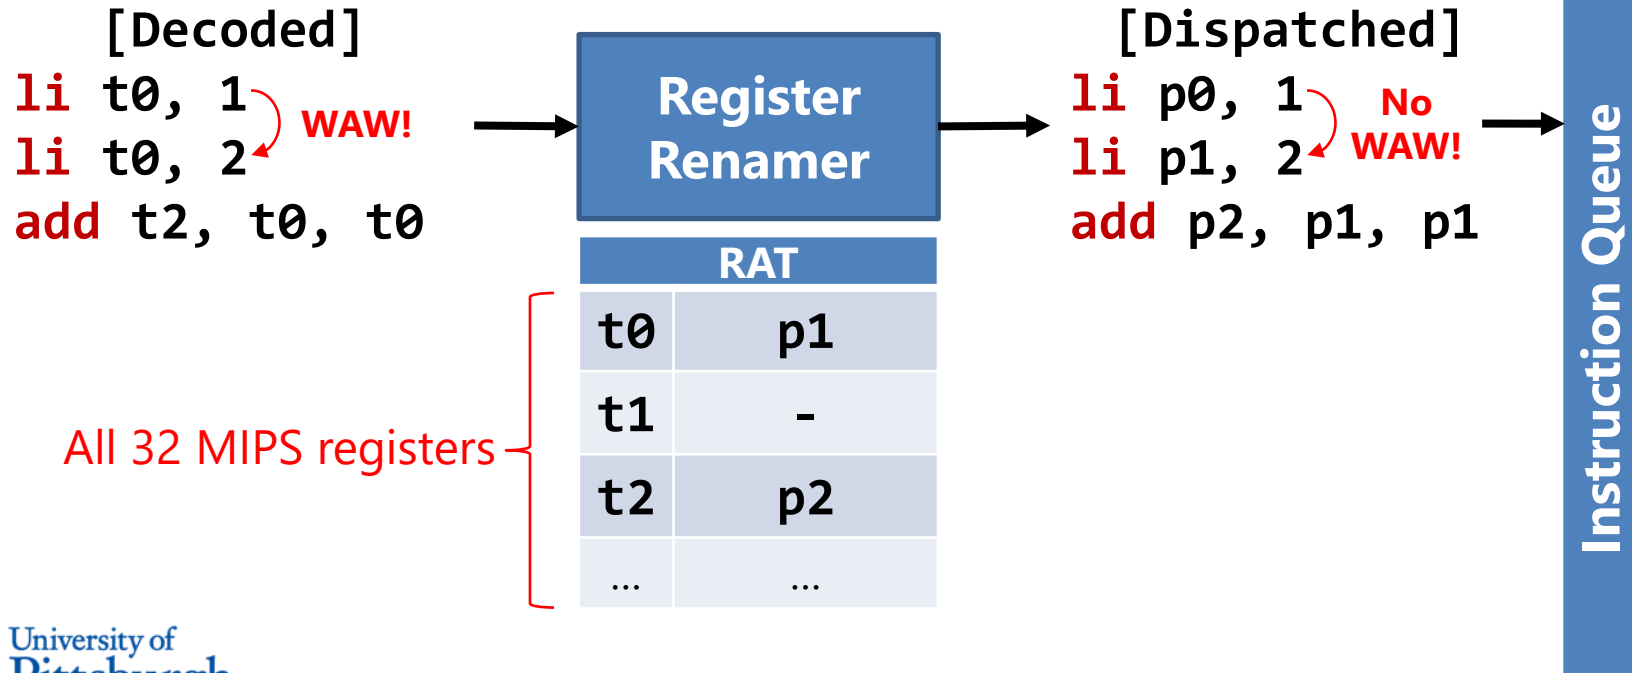 [Decoded]
li t0, 1
li t0, 2
add t2, t0, t0
WAW!
Register
Renamer
[Dispatched]
li p0, 1
li p1, 2
add p2, p1, p1
No
WAW!
Instruction Queue
RAT
t0 p1
t1 -
t2 p2
... ...
All 32 MIPS registers
University of
Pittsburgh